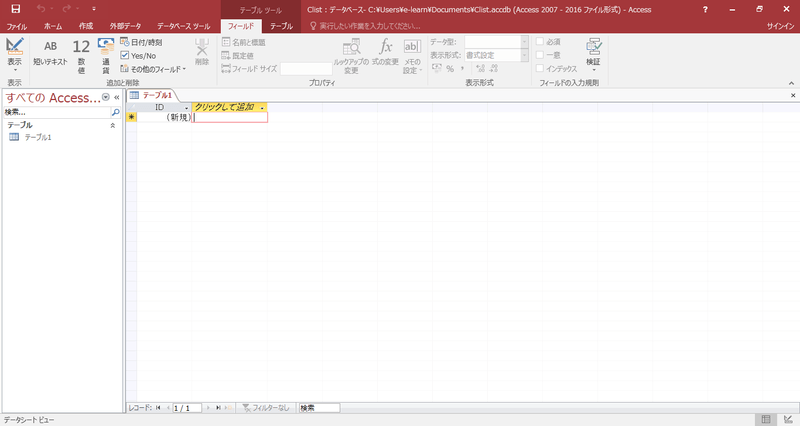 テーブル ツール
Clist : データベース- C:¥Users¥e-learn¥Documents¥Clist.accdb (Access 2007 - 2016 ファイル形式) - Access
?
サインイン
ファイル ホーム 作成 外部データ データベース ツール フィールド テーブル 実行したい作業を入力してください。
表示
AB
短いテキスト
12
数値
通貨
日付/時刻
Yes/No
その他のフィールド
削除
名前と標題
既定値
フィールド サイズ
ルックアップの変更
fx
式の変更
ab
メモの設定
データ型:
表示形式: 書式設定
%
必須
一意
インデックス
検証
表示 追加と削除 プロパティ 表示形式 フィールドの入力規則
すべての Access...
検索...
テーブル
テーブル1
テーブル1
ID クリックして追加
(新規)
レコード: 1 / 1 フィルターなし 検索
データシート ビュー